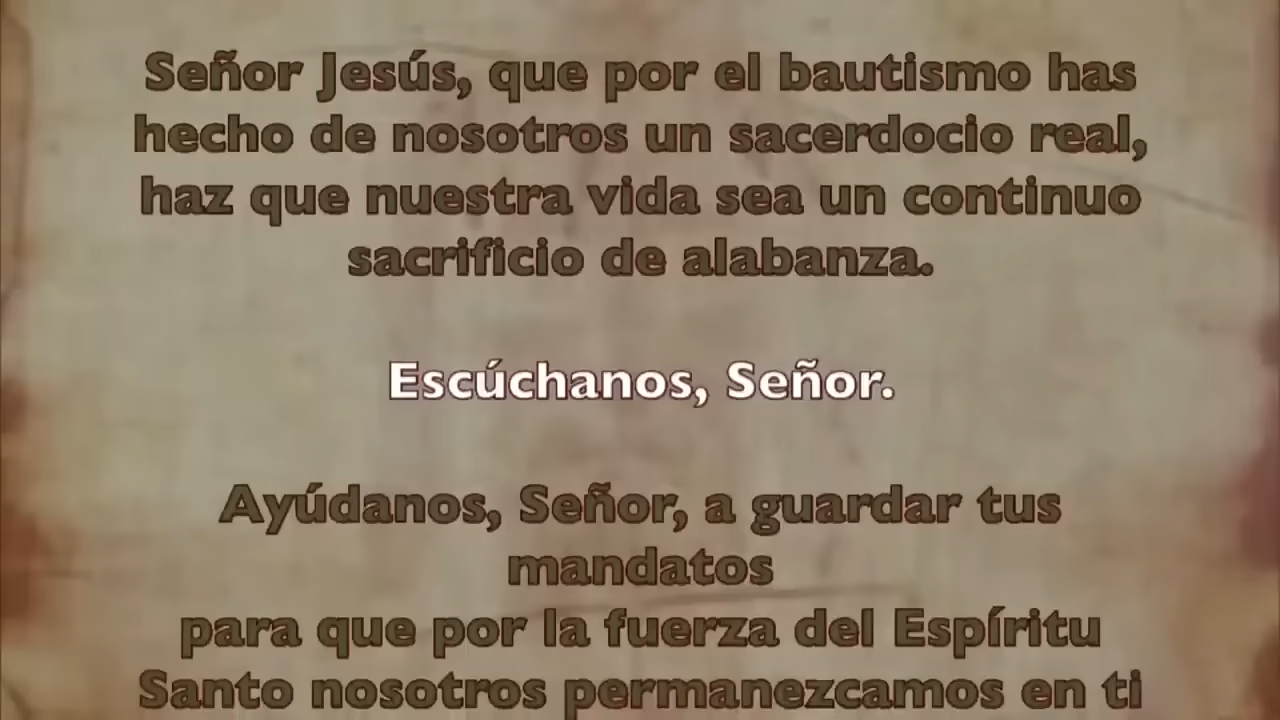 Señor Jesús, que por el bautismo has
hecho de nosotros un sacerdocio real,
haz que nuestra vida sea un continuo
sacrificio de alabanza.
Escúchanos, Señor.
Ayúdanos, Señor, a guardar tus
mandatos
para que por la fuerza del Espíritu
Santo nosotros permanezcamos en ti